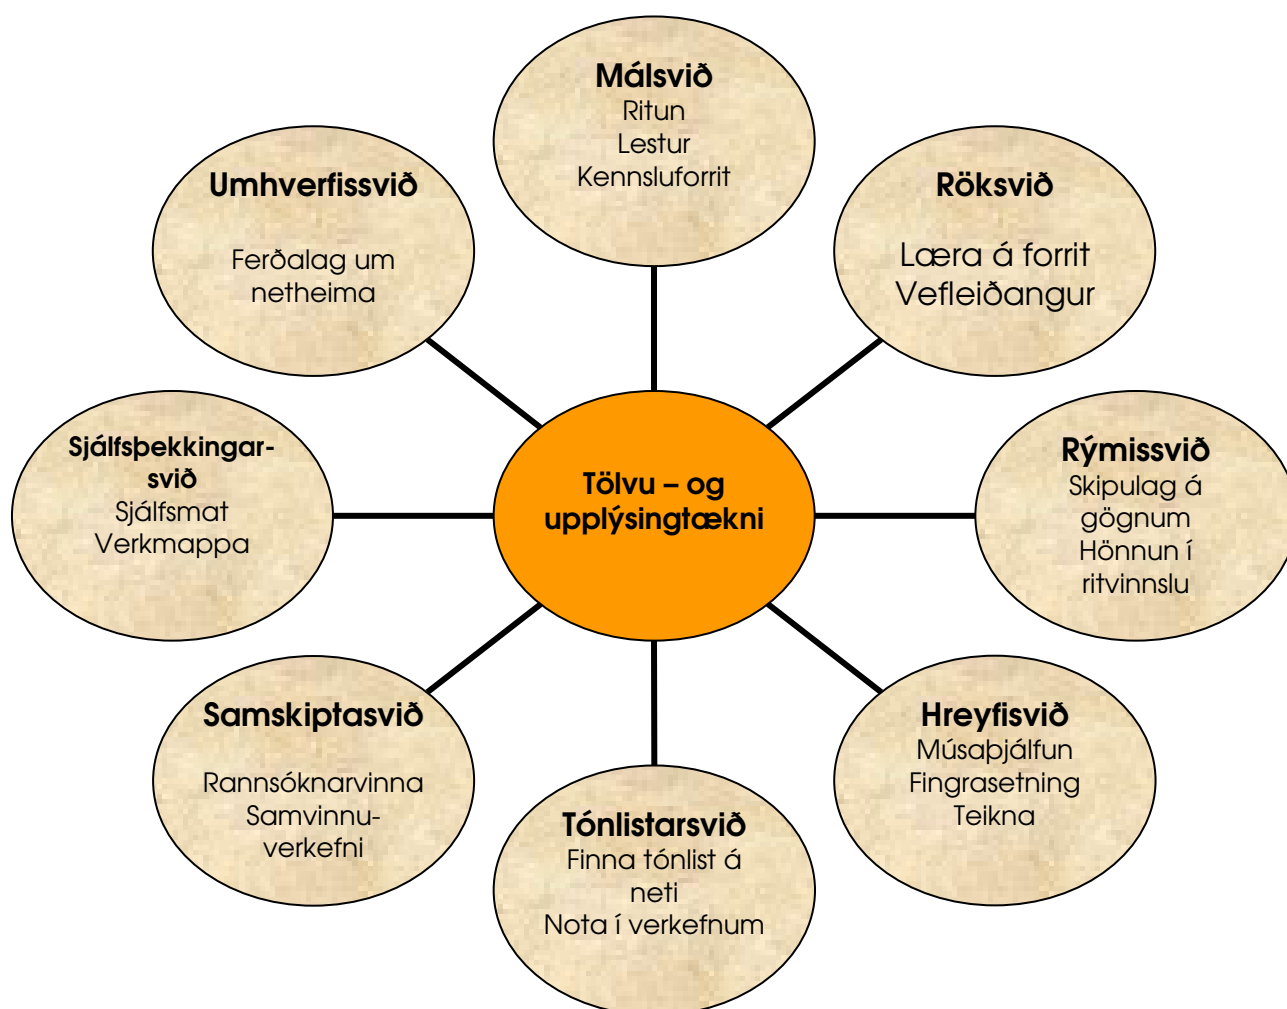 Málsvið
Ritun
Lestur
Kennsluforrit
Umhverfissvið
Ferðalag um
netheima
Röksvið
Læra á forrit
Vefleiðangur
Sjálfsþekkingar-
svið
Sjálfsmat
Verkmappa
Tölvu – og
upplýsingtækni
Rýmissvið
Skipulag á
gögnum
Hönnun í
ritvinnslu
Samskiptasvið
Rannsóknarvinna
Samvinnu-
verkefni
Hreyfisvið
Músaþjálfun
Fingrasetning
Teikna
Tónlistarsvið
Finna tónlist á
neti
Nota í verkefnum